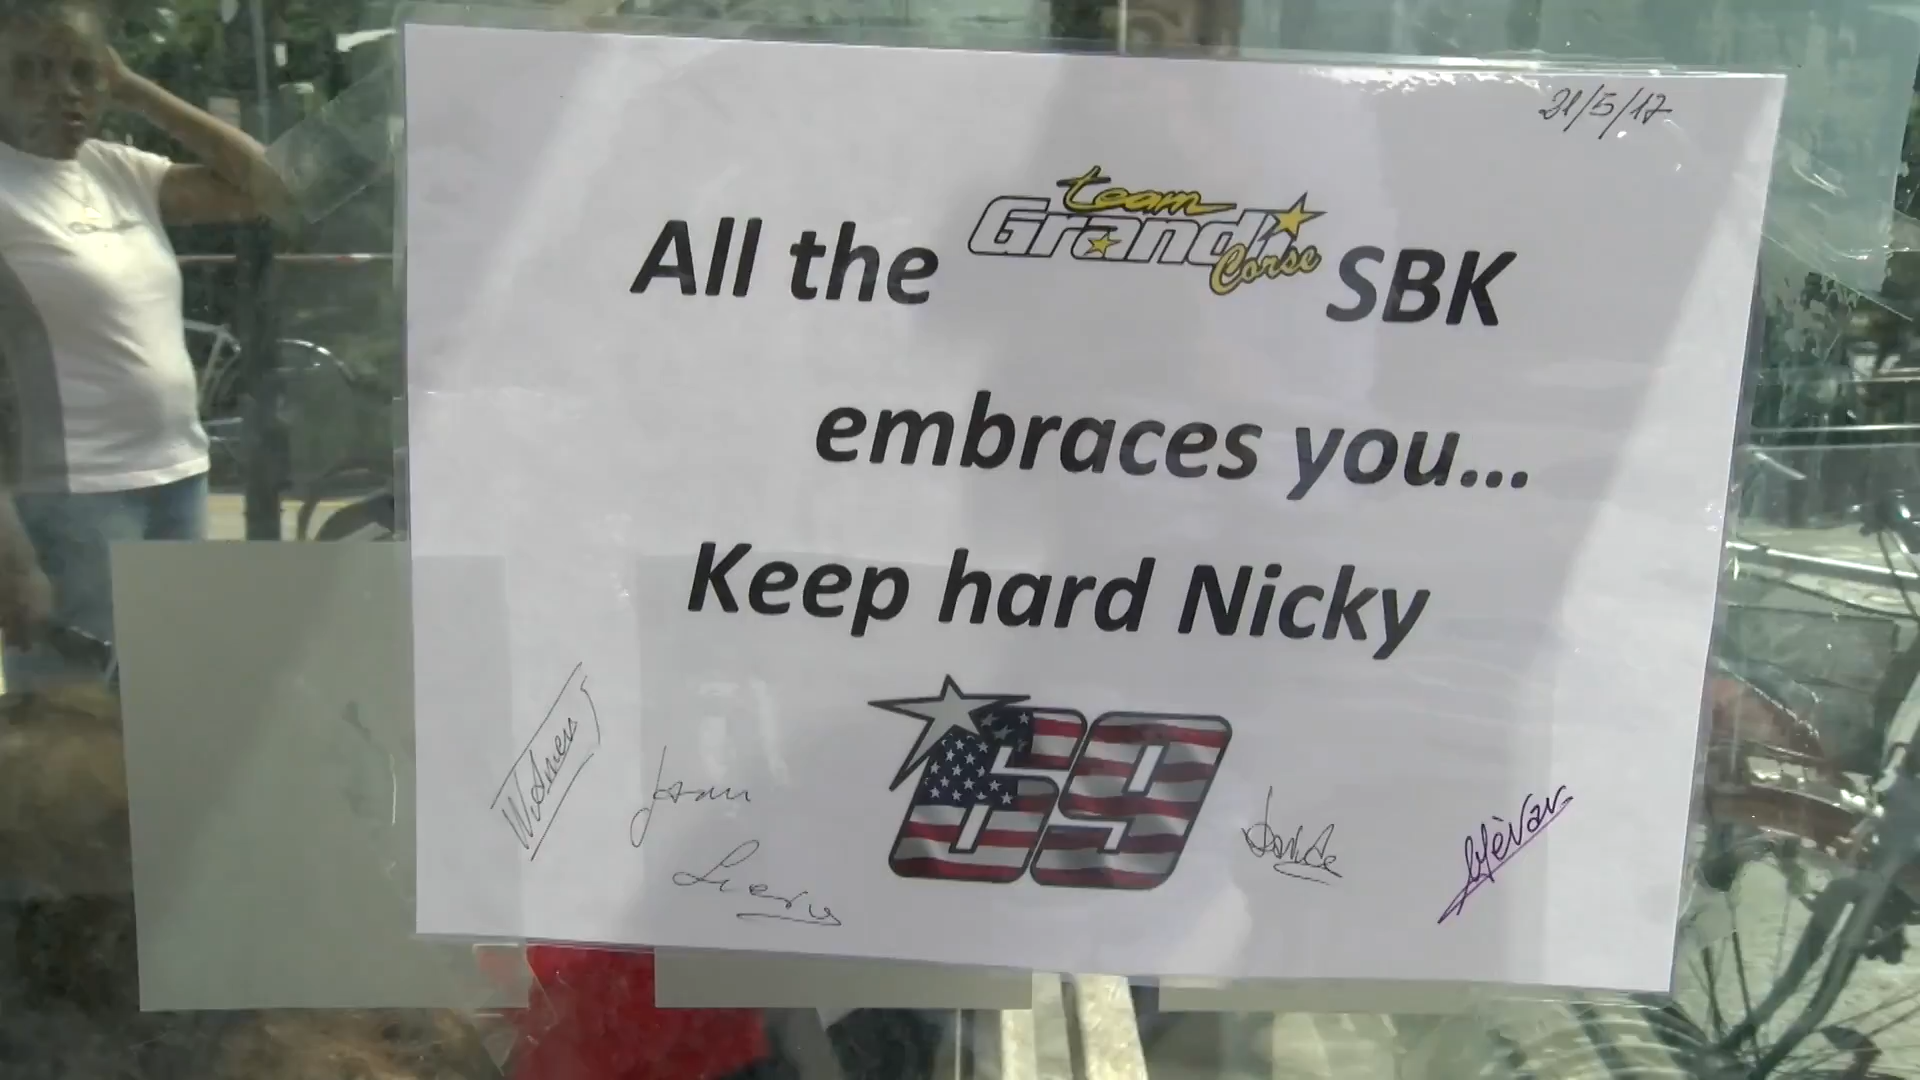 21/5/17
All the team Grandi Corse SBK
embraces you...
Keep hard Nicky
69